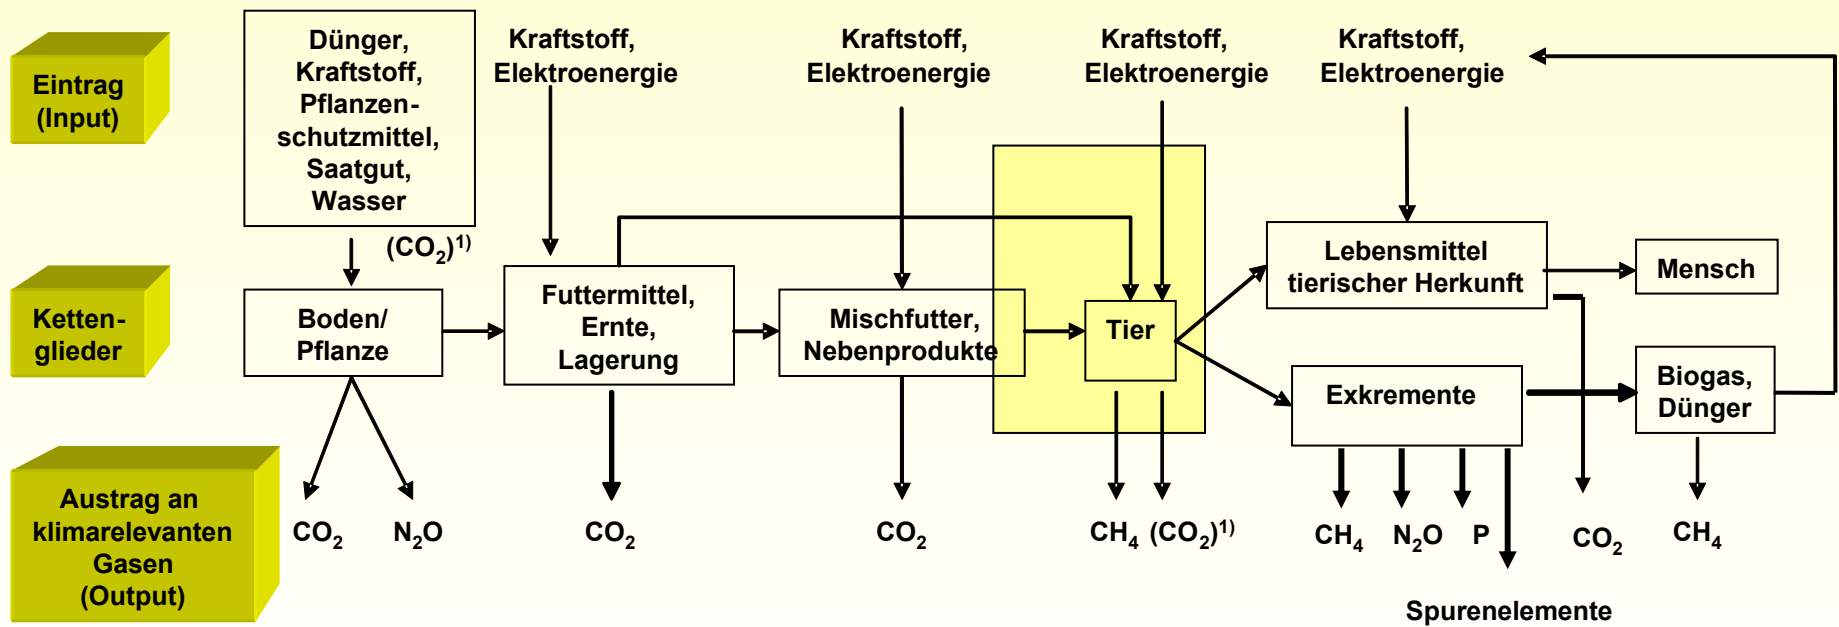 Eintrag
(Input)
Dünger,
Kraftstoff,
Pflanzen-
schutzmittel,
Saatgut,
Wasser
Kraftstoff,
Elektroenergie
Kraftstoff,
Elektroenergie
Kraftstoff,
Elektroenergie
Kraftstoff,
Elektroenergie
(CO₂)¹⁾
Ketten-
glieder
Boden/
Pflanze
Futtermittel,
Ernte,
Lagerung
Mischfutter,
Nebenprodukte
Tier
Lebensmittel
tierischer Herkunft
Mensch
Exkremente
Biogas,
Dünger
Austrag an
klimarelevanten
Gasen
(Output)
CO₂
N₂O
CO₂
CO₂
CH₄ (CO₂)¹⁾
CH₄
N₂O
P
CO₂
CH₄
Spurenelemente